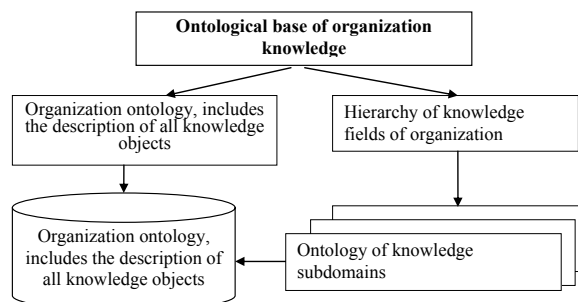 Ontological base of organization
knowledge
Organization ontology, includes
the description of all knowledge
objects
Hierarchy of knowledge
fields of organization
Organization ontology,
includes the description of
all knowledge objects
Ontology of knowledge
subdomains